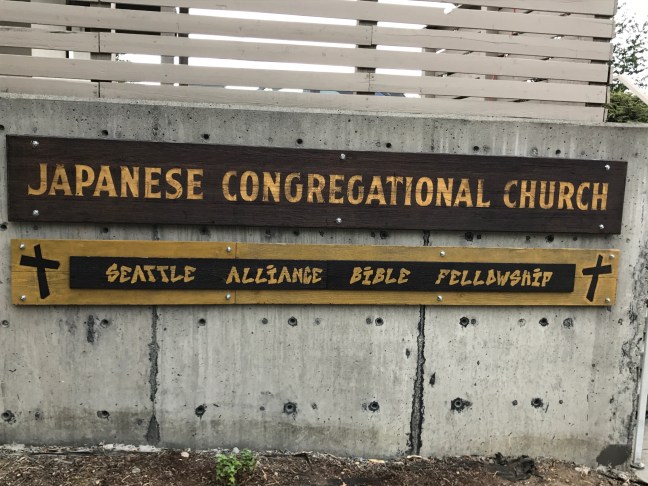 JAPANESE CONGREGATIONAL CHURCH
SEATTLE ALLIANCE BIBLE FELLOWSHIP